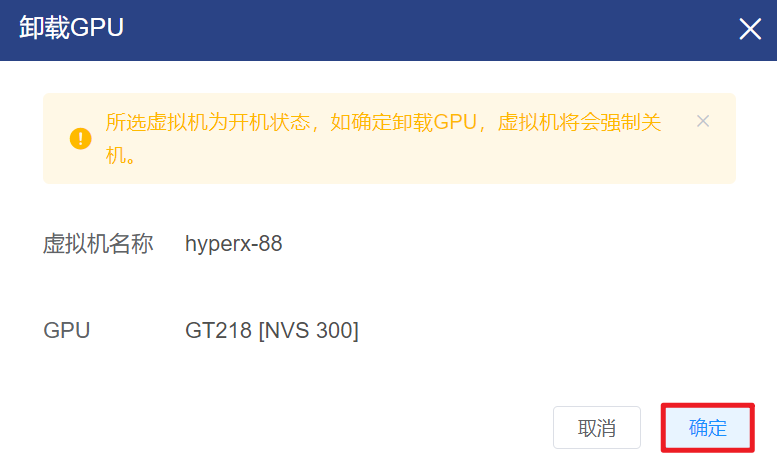 卸载GPU
所选虚拟机为开机状态，如确定卸载GPU，虚拟机将会强制关
机。
虚拟机名称 hyperx-88
GPU GT218 [NVS 300]
取消 确定